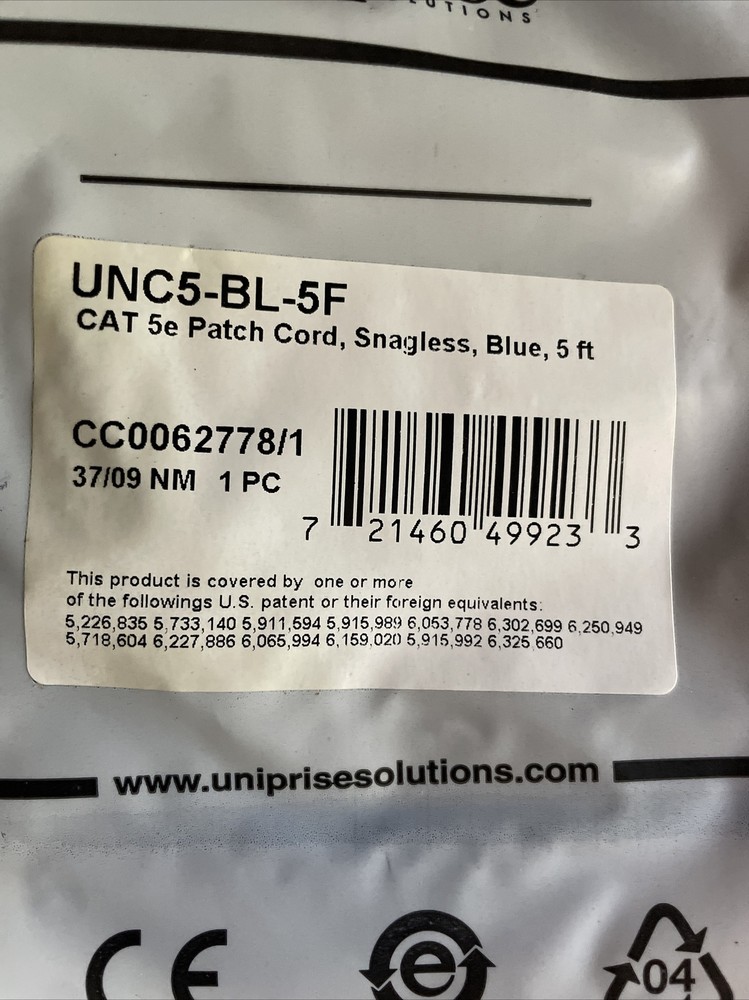 UTIONS
UNC5-BL-5F
CAT 5e Patch Cord, Snagless, Blue, 5 ft
CC0062778/1
37/09 NM 1 PC
7 21460 49923 3
This product is covered by one or more
of the followings U.S. patent or their foreign equivalents:
5,226,835 5,733,140 5,911,594 5,915,989 6,053,778 6,302,699 6,250,949
5,718,604 6,227,886 6,065,994 6,159,020 5,915,992 6,325,660
www.uniprisesolutions.com
CE e 04